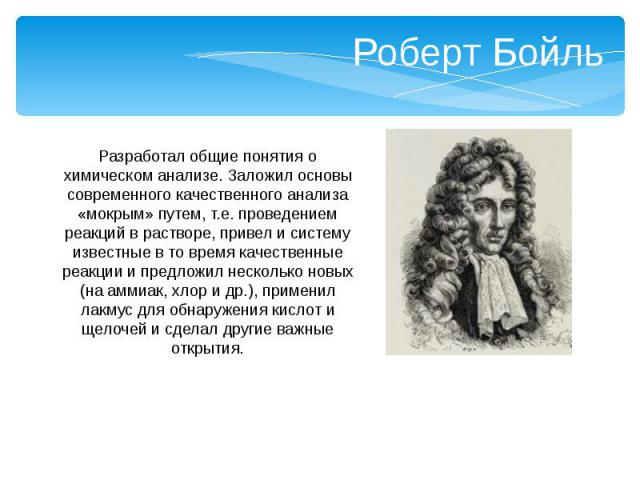 Роберт Бойль
Разработал общие понятия о
химическом анализе. Заложил основы
современного качественного анализа
«мокрым» путем, т.е. проведением
реакций в растворе, привел и систему
известные в то время качественные
реакции и предложил несколько новых
(на аммиак, хлор и др.), применил
лакмус для обнаружения кислот и
щелочей и сделал другие важные
открытия.